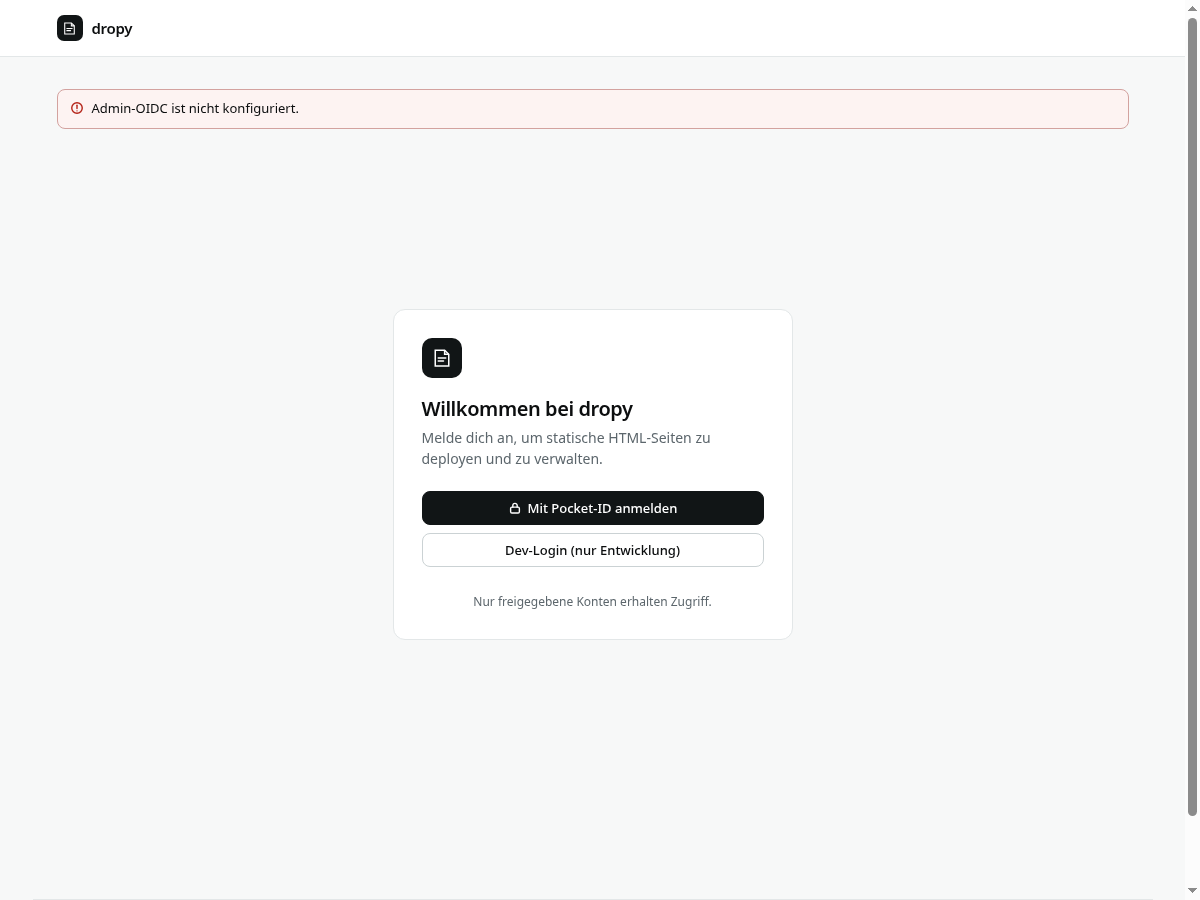 dropy
Admin-OIDC ist nicht konfiguriert.
Willkommen bei dropy
Melde dich an, um statische HTML-Seiten zu
deployen und zu verwalten.
Mit Pocket-ID anmelden
Dev-Login (nur Entwicklung)
Nur freigegebene Konten erhalten Zugriff.